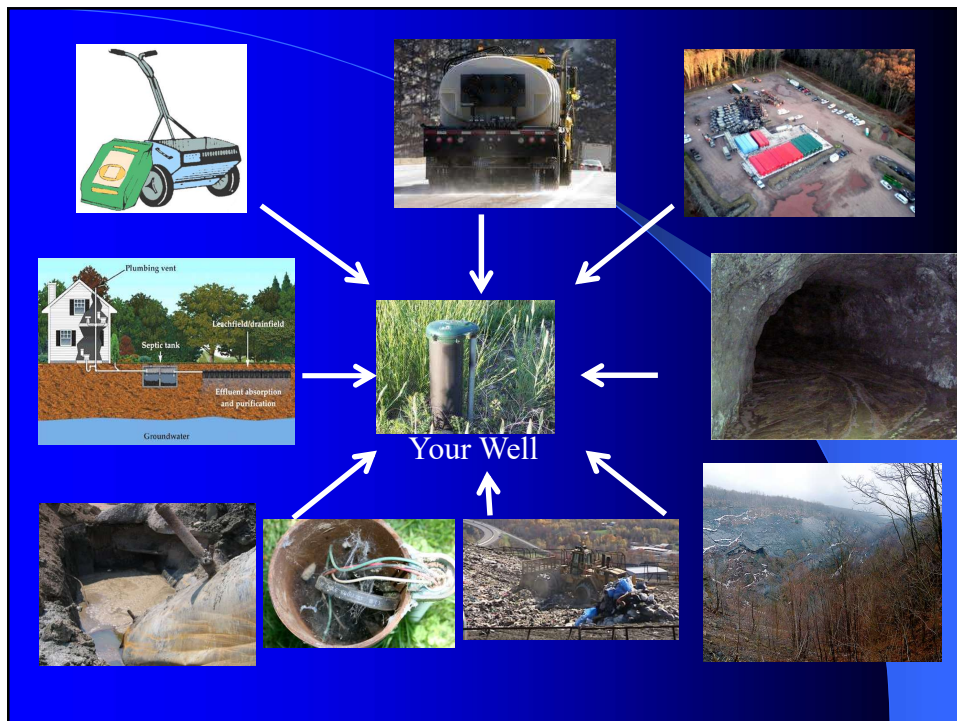 Plumbing vent
Leachfield/drainfield
Septic tank
Effluent absorption
and purification
Groundwater
Your Well